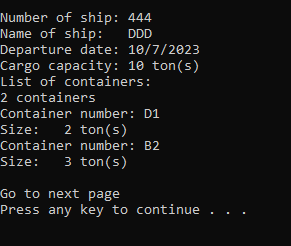 Number of ship: 444
Name of ship:   DDD
Departure date: 10/7/2023
Cargo capacity: 10 ton(s)
List of containers:
2 containers
Container number: D1
Size:   2 ton(s)
Container number: B2
Size:   3 ton(s)

Go to next page
Press any key to continue . . .